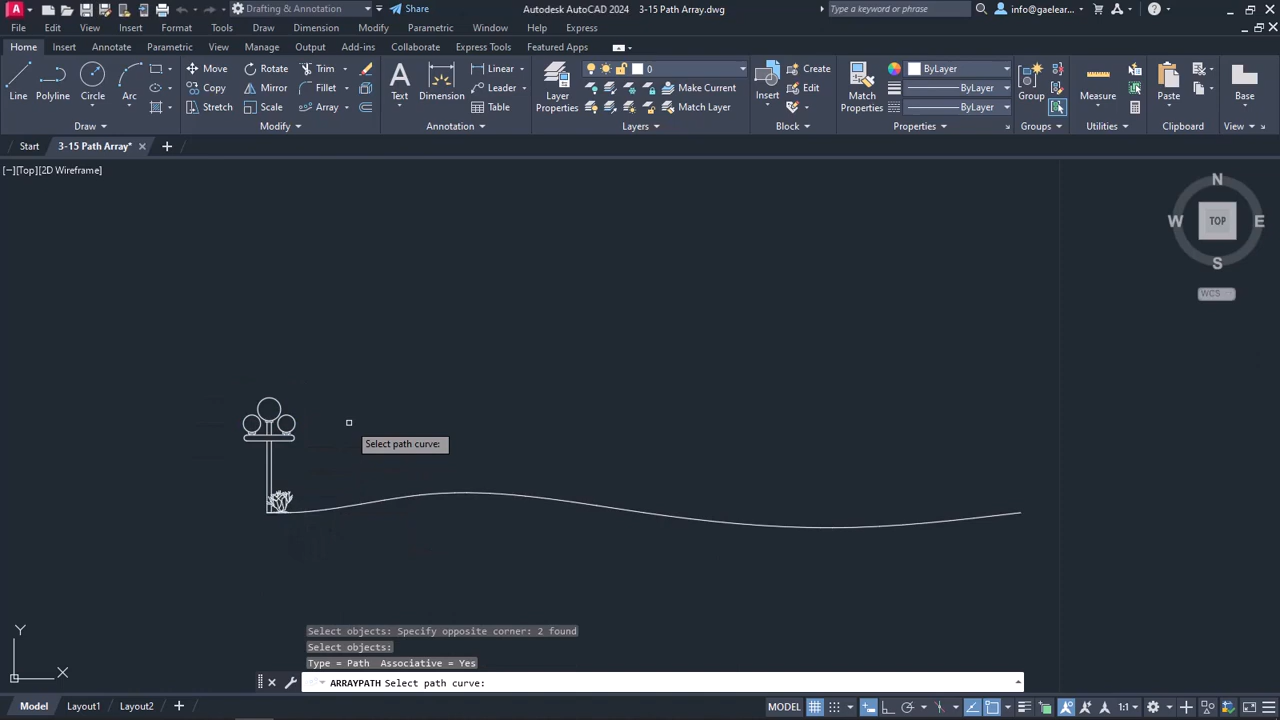 Drafting & Annotation
Share
Autodesk AutoCAD 2024 3-15 Path Array.dwg
Type a keyword or phrase
info@gaelear...
File Edit View Insert Format Tools Draw Dimension Modify Parametric Window Help Express
Home Insert Annotate Parametric View Manage Output Add-ins Collaborate Express Tools Featured Apps
Line Polyline Circle Arc
Move Rotate Trim
Copy Mirror Fillet
Stretch Scale Array
Text Dimension
Linear
Leader
Table
Layer Properties
0
Make Current
Match Layer
Insert
Create
Edit
Match Properties
ByLayer
ByLayer
ByLayer
Group
Measure
Paste
Base
Draw Modify Annotation Layers Block Properties Groups Utilities Clipboard View
Start 3-15 Path Array*
[−][Top][2D Wireframe]
N
W TOP E
S
WCS
Select path curve:
Y
X
Select objects: Specify opposite corner: 2 found
Select objects:
Type = Path Associative = Yes
ARRAYPATH Select path curve:
Model Layout1 Layout2
MODEL
1:1